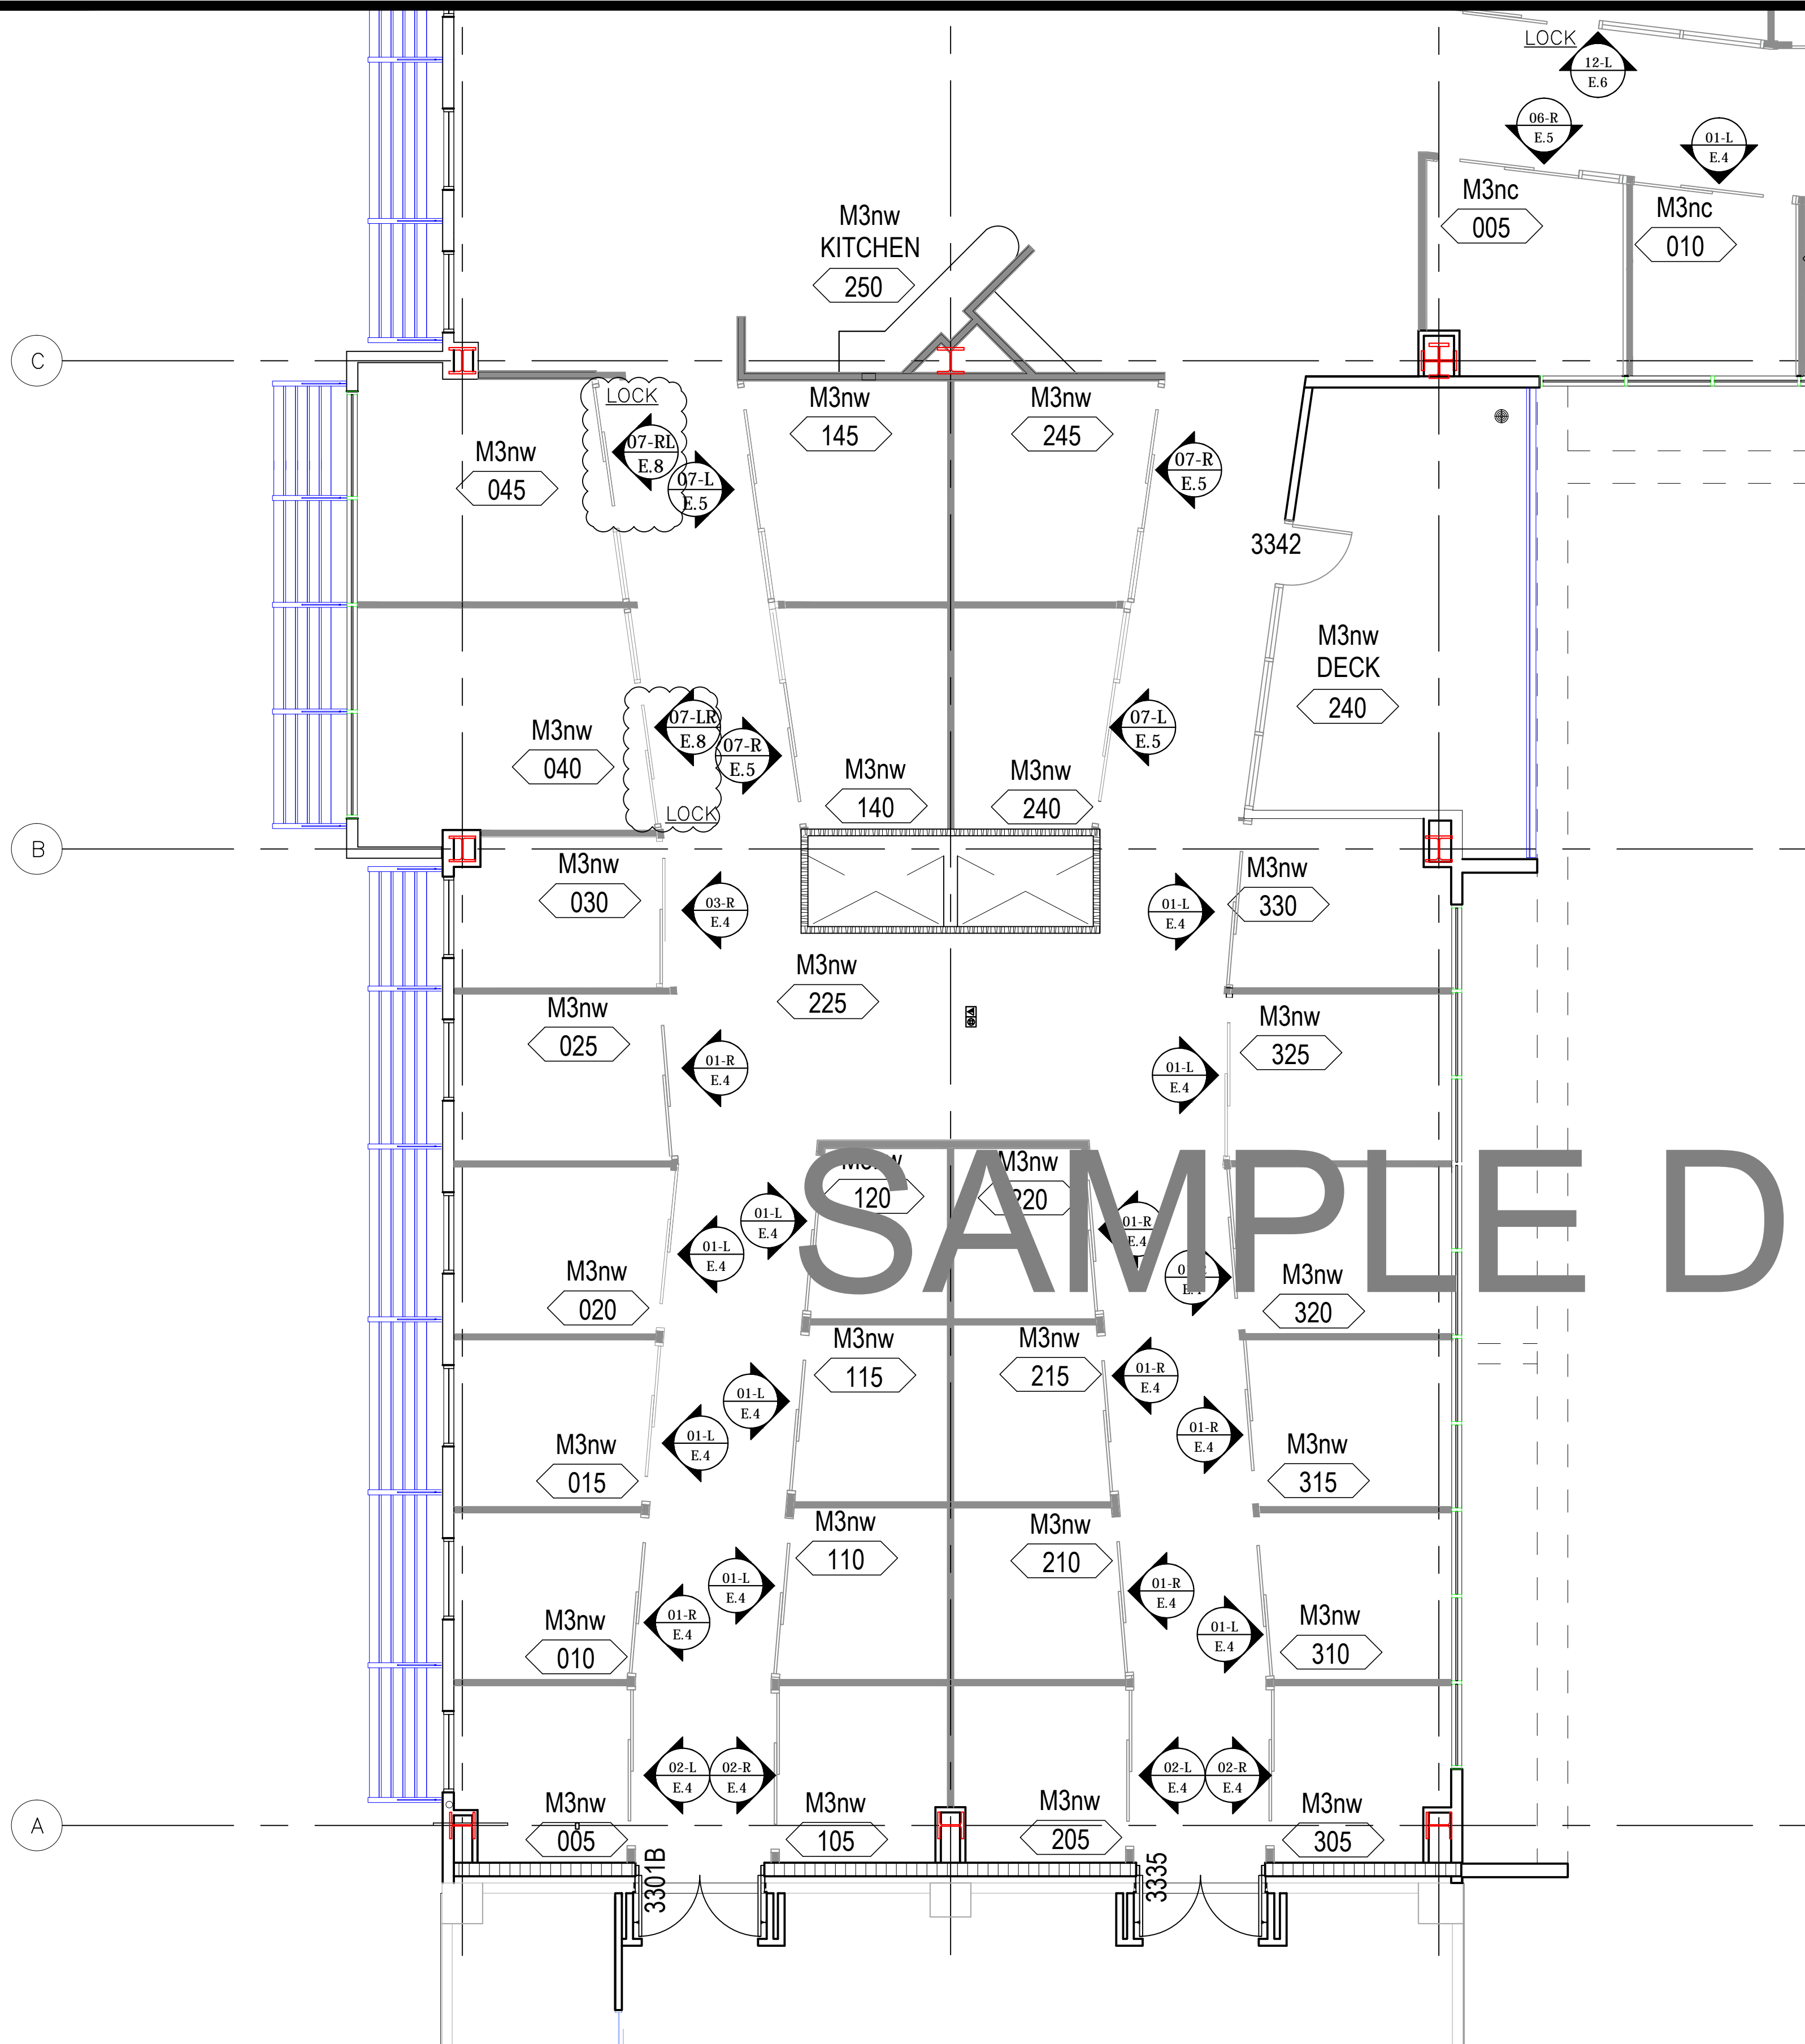 LOCK
12-L
E.6
06-R
E.5
01-L
E.4
M3nc
005
M3nc
010
M3nw
KITCHEN
250
C
LOCK
M3nw
145
M3nw
245
07-RL
E.8
M3nw
045
07-L
E.5
07-R
E.5
3342
M3nw
DECK
240
07-LR
E.8
07-R
E.5
07-L
E.5
M3nw
040
M3nw
140
M3nw
240
LOCK
B
M3nw
030
03-R
E.4
01-L
E.4
M3nw
330
M3nw
225
M3nw
025
01-R
E.4
01-L
E.4
M3nw
325
M3nw
120
M3nw
220
SAMPLE D
01-L
E.4
01-L
E.4
01-R
E.4
E.4
M3nw
020
M3nw
320
M3nw
115
M3nw
215
01-L
E.4
01-R
E.4
01-L
E.4
01-R
E.4
M3nw
015
M3nw
315
M3nw
110
M3nw
210
01-L
E.4
01-R
E.4
01-R
E.4
01-L
E.4
M3nw
010
M3nw
310
02-L
E.4
02-R
E.4
02-L
E.4
02-R
E.4
A
M3nw
005
M3nw
105
M3nw
205
M3nw
305
3301B
3335